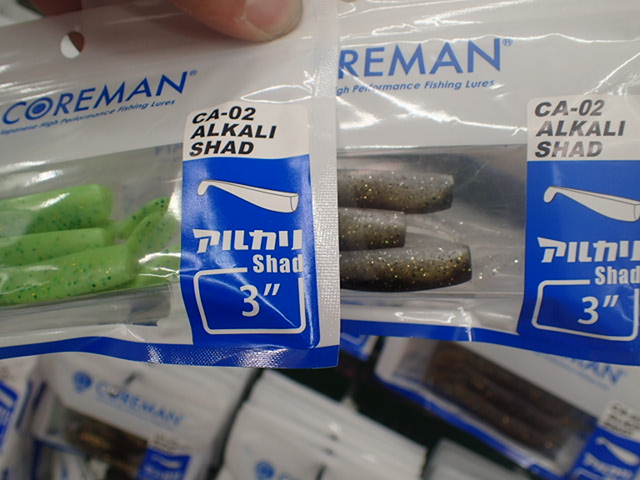 COREMAN®
Japanese High Performance Fishing Lures
CA-02
ALKALI
SHAD
アルカリ
Shad
3"
REMAN®
High Performance Fishing Lures
CA-02
ALKALI
SHAD
アルカリ
Shad
3"
COREMAN